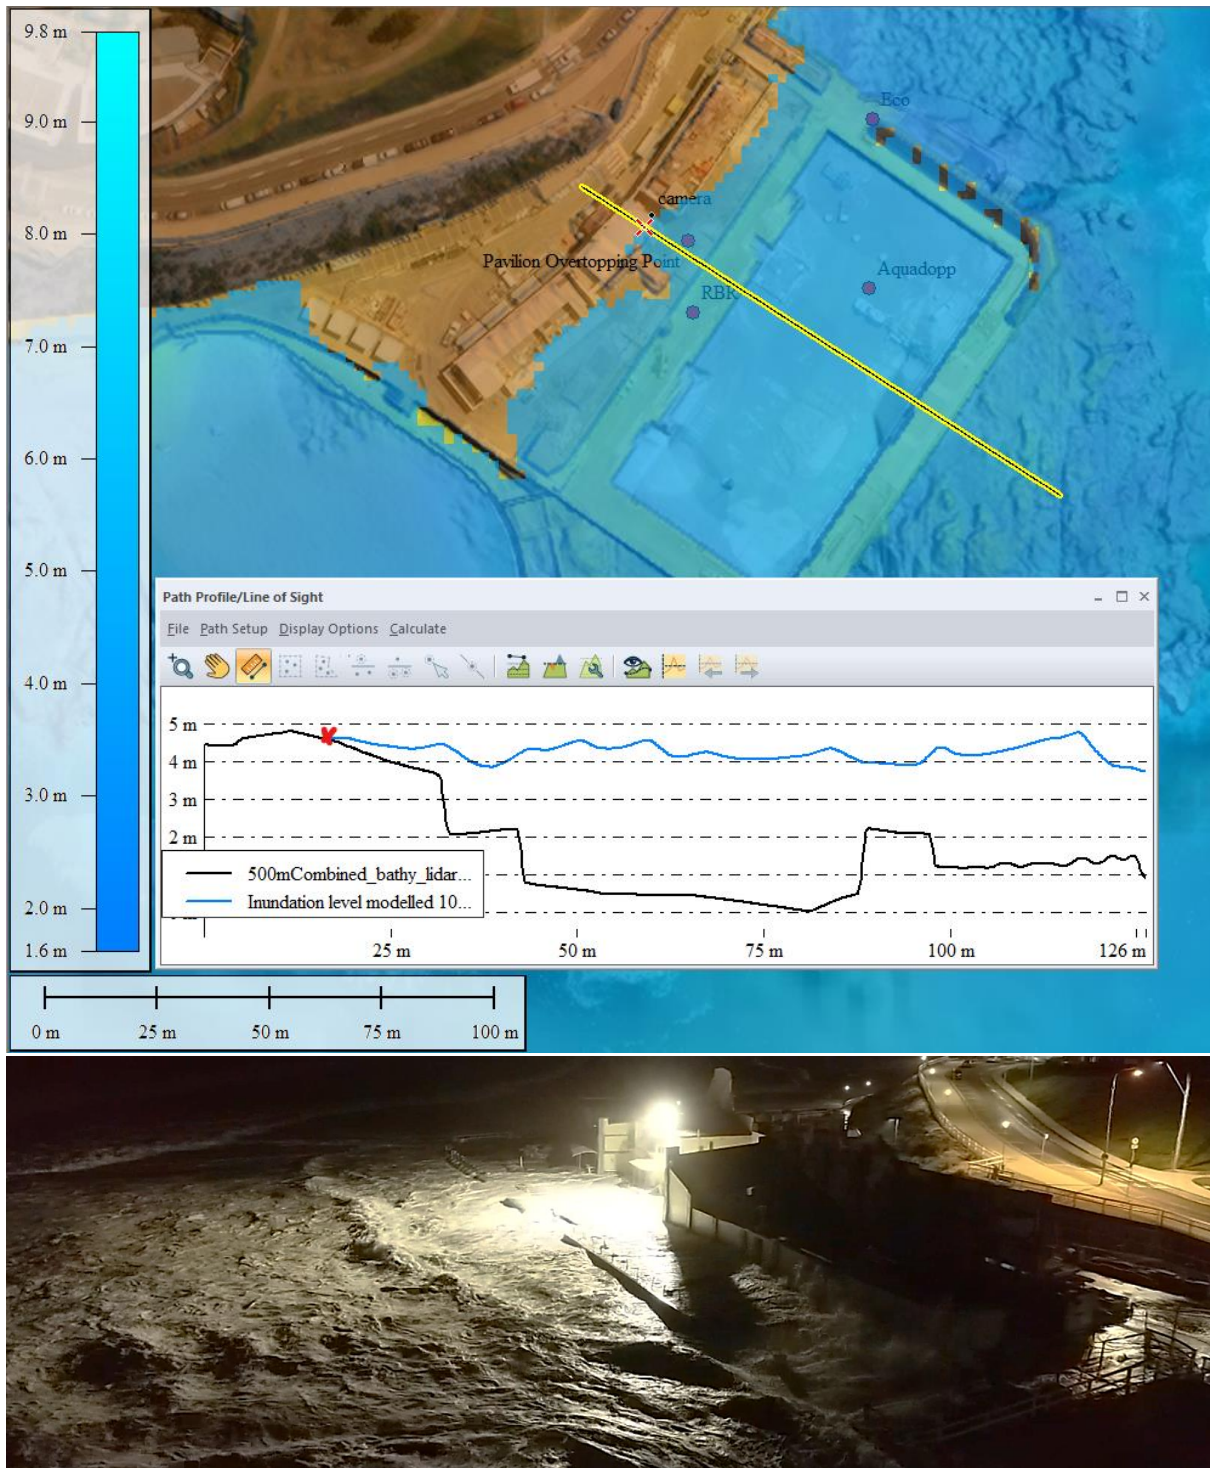 9.8 m
9.0 m
8.0 m
7.0 m
6.0 m
5.0 m
4.0 m
3.0 m
2.0 m
1.6 m
Eco
camera
Pavilion Overtopping Point
Aquadopp
RBR
Path Profile/Line of Sight
File Path Setup Display Options Calculate
5 m
4 m
3 m
2 m
500mCombined_bathy_lidar...
Inundation level modelled 10...
25 m 50 m 75 m 100 m 126 m
0 m 25 m 50 m 75 m 100 m